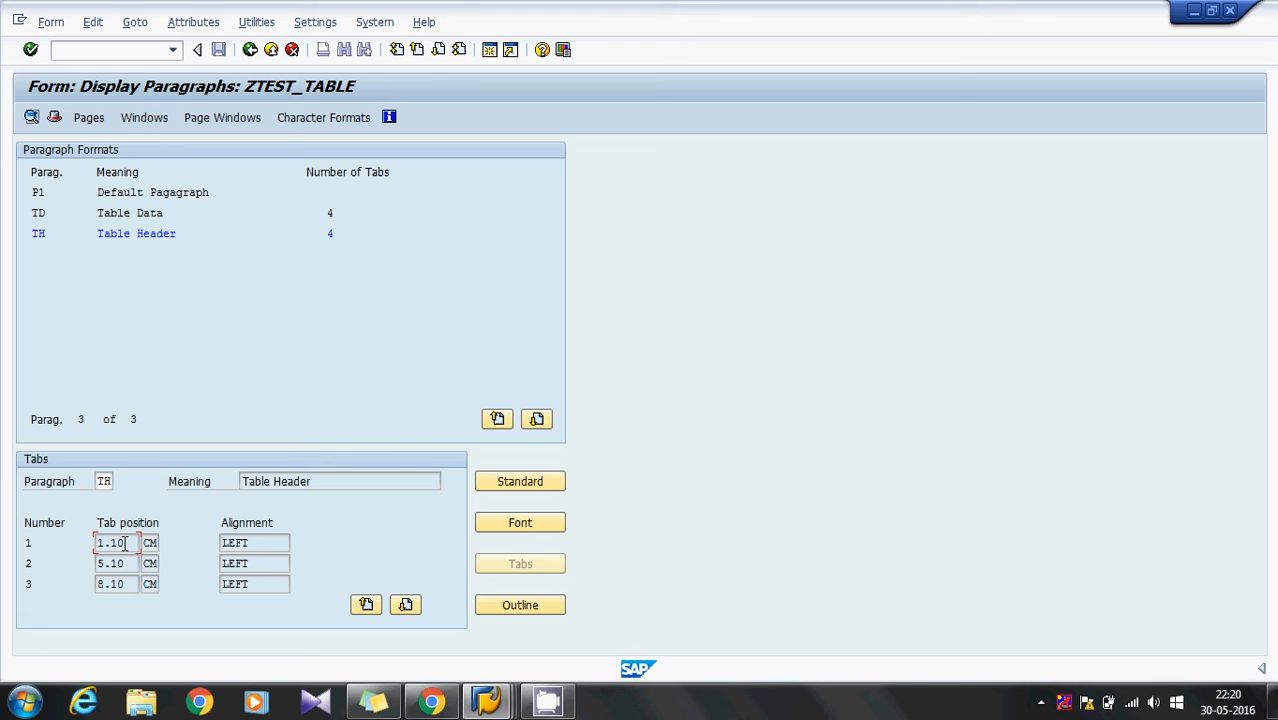 Form Edit Goto Attributes Utilities Settings System Help
Form: Display Paragraphs: ZTEST_TABLE
Pages Windows Page Windows Character Formats
Paragraph Formats
Parag. Meaning Number of Tabs
P1 Default Pagagraph
TD Table Data 4
TH Table Header 4
Parag. 3 of 3
Tabs
Paragraph TH Meaning Table Header
Standard
Number Tab position Alignment
Font
1 1.10 CM LEFT
2 5.10 CM LEFT
Tabs
3 8.10 CM LEFT
Outline
SAP
22:20
30-05-2016